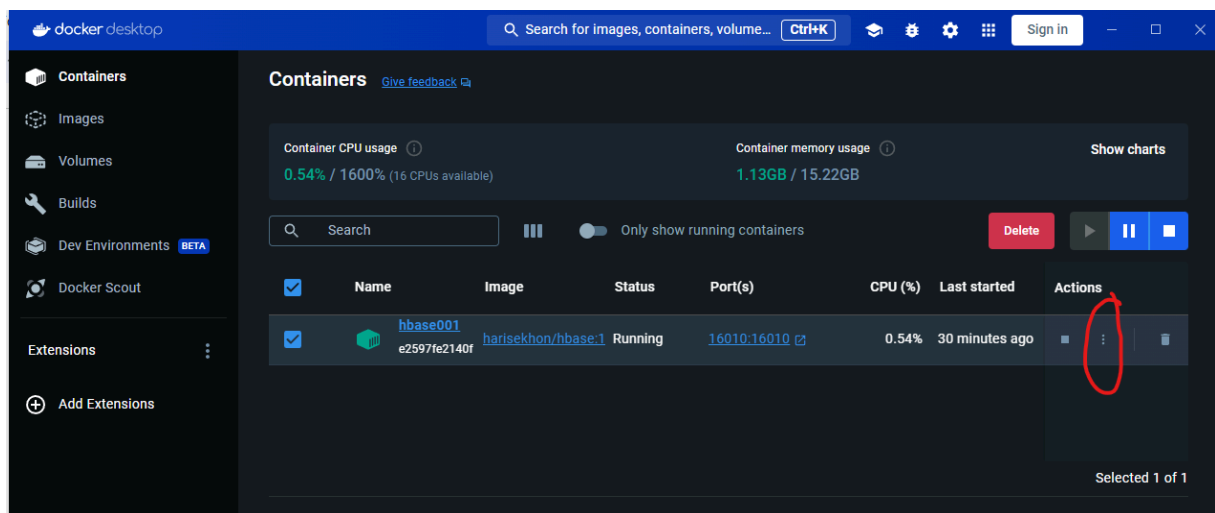 docker desktop
Search for images, containers, volume... Ctrl+K
Sign in
Containers
Images
Volumes
Builds
Dev Environments BETA
Docker Scout
Extensions
Add Extensions
Containers Give feedback
Container CPU usage
0.54% / 1600% (16 CPUs available)
Container memory usage
1.13GB / 15.22GB
Show charts
Search
Only show running containers
Delete
Name Image Status Port(s) CPU (%) Last started Actions
hbase001
e2597fe2140f
harisekhon/hbase:1 Running 16010:16010 0.54% 30 minutes ago
Selected 1 of 1